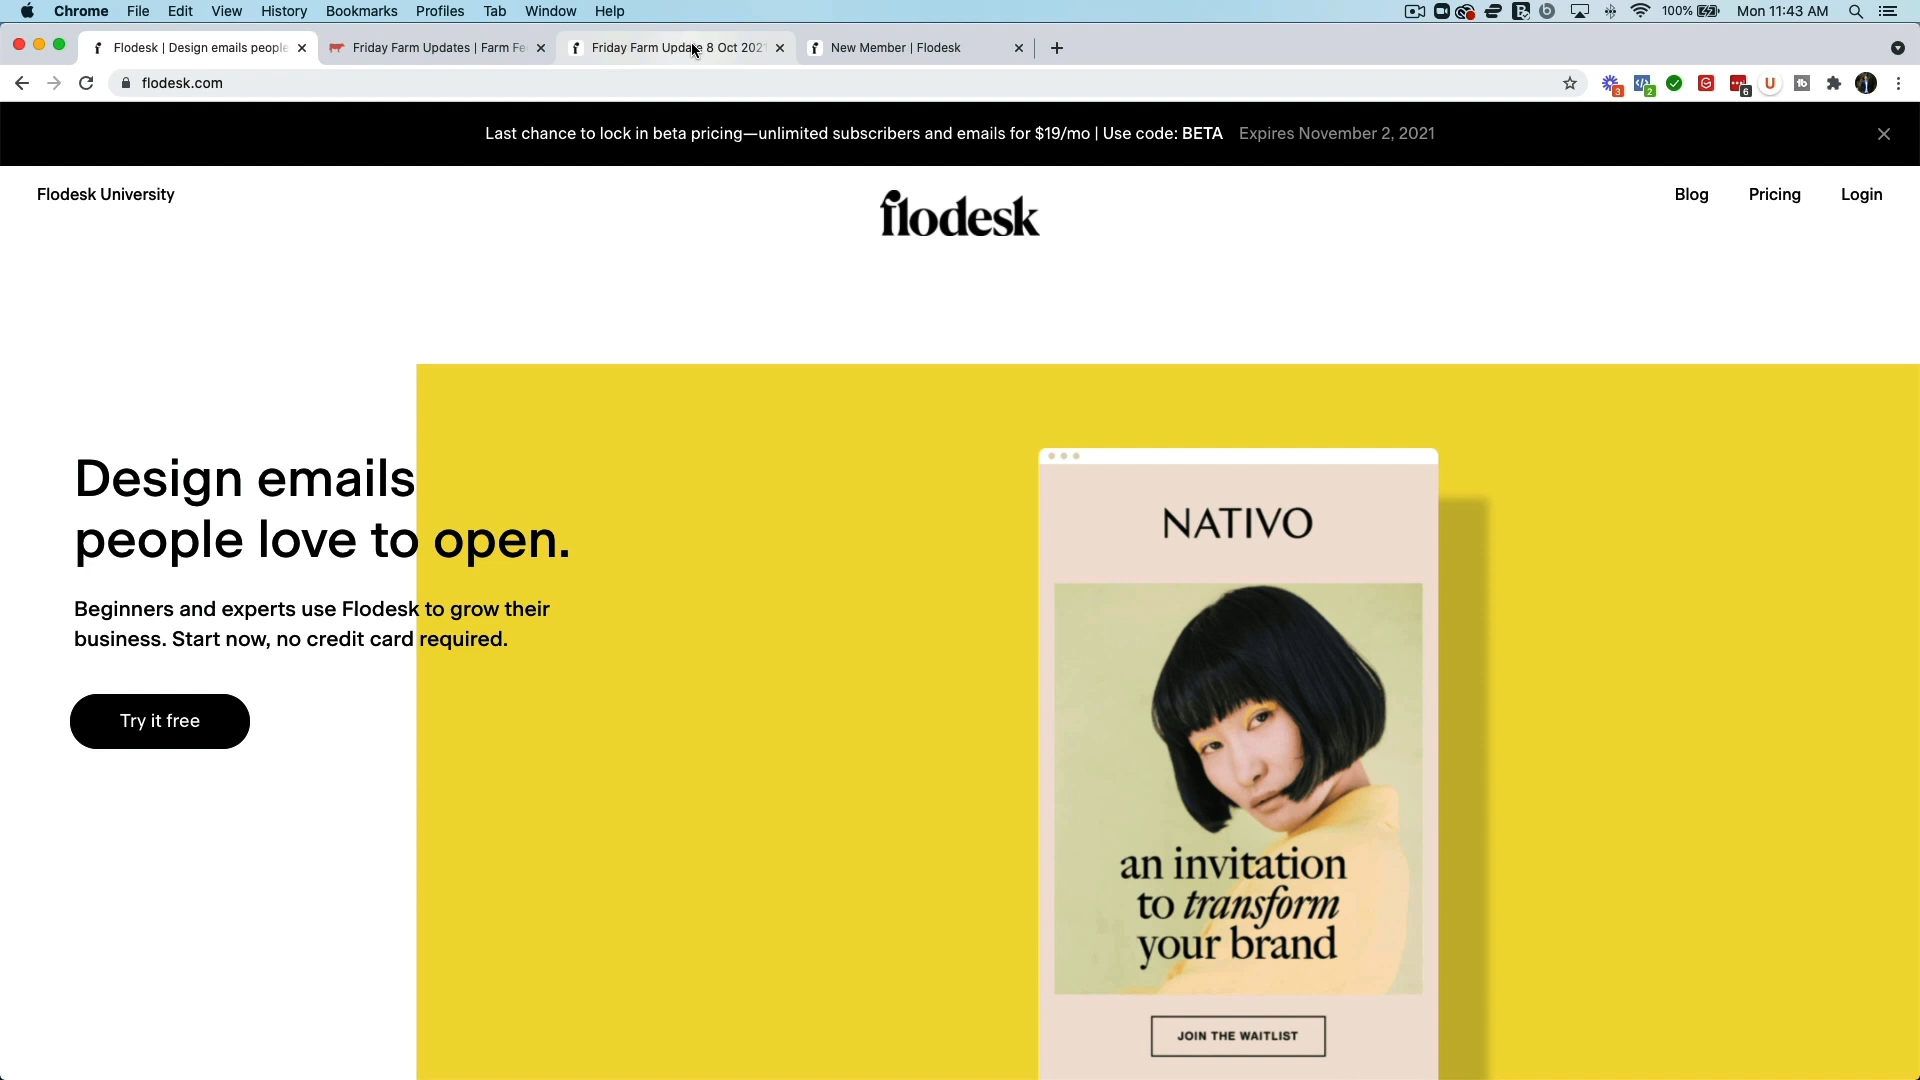 Chrome File Edit View History Bookmarks Profiles Tab Window Help 100% Mon 11:43 AM
Flodesk | Design emails people Friday Farm Updates | Farm Fe Friday Farm Update 8 Oct 2021 New Member | Flodesk
flodesk.com 3 2 6 U
Last chance to lock in beta pricing—unlimited subscribers and emails for $19/mo | Use code: BETA Expires November 2, 2021
Flodesk University flodesk Blog Pricing Login
Design emails
people love to open.
Beginners and experts use Flodesk to grow their
business. Start now, no credit card required.
Try it free
NATIVO
an invitation
to transform
your brand
JOIN THE WAITLIST